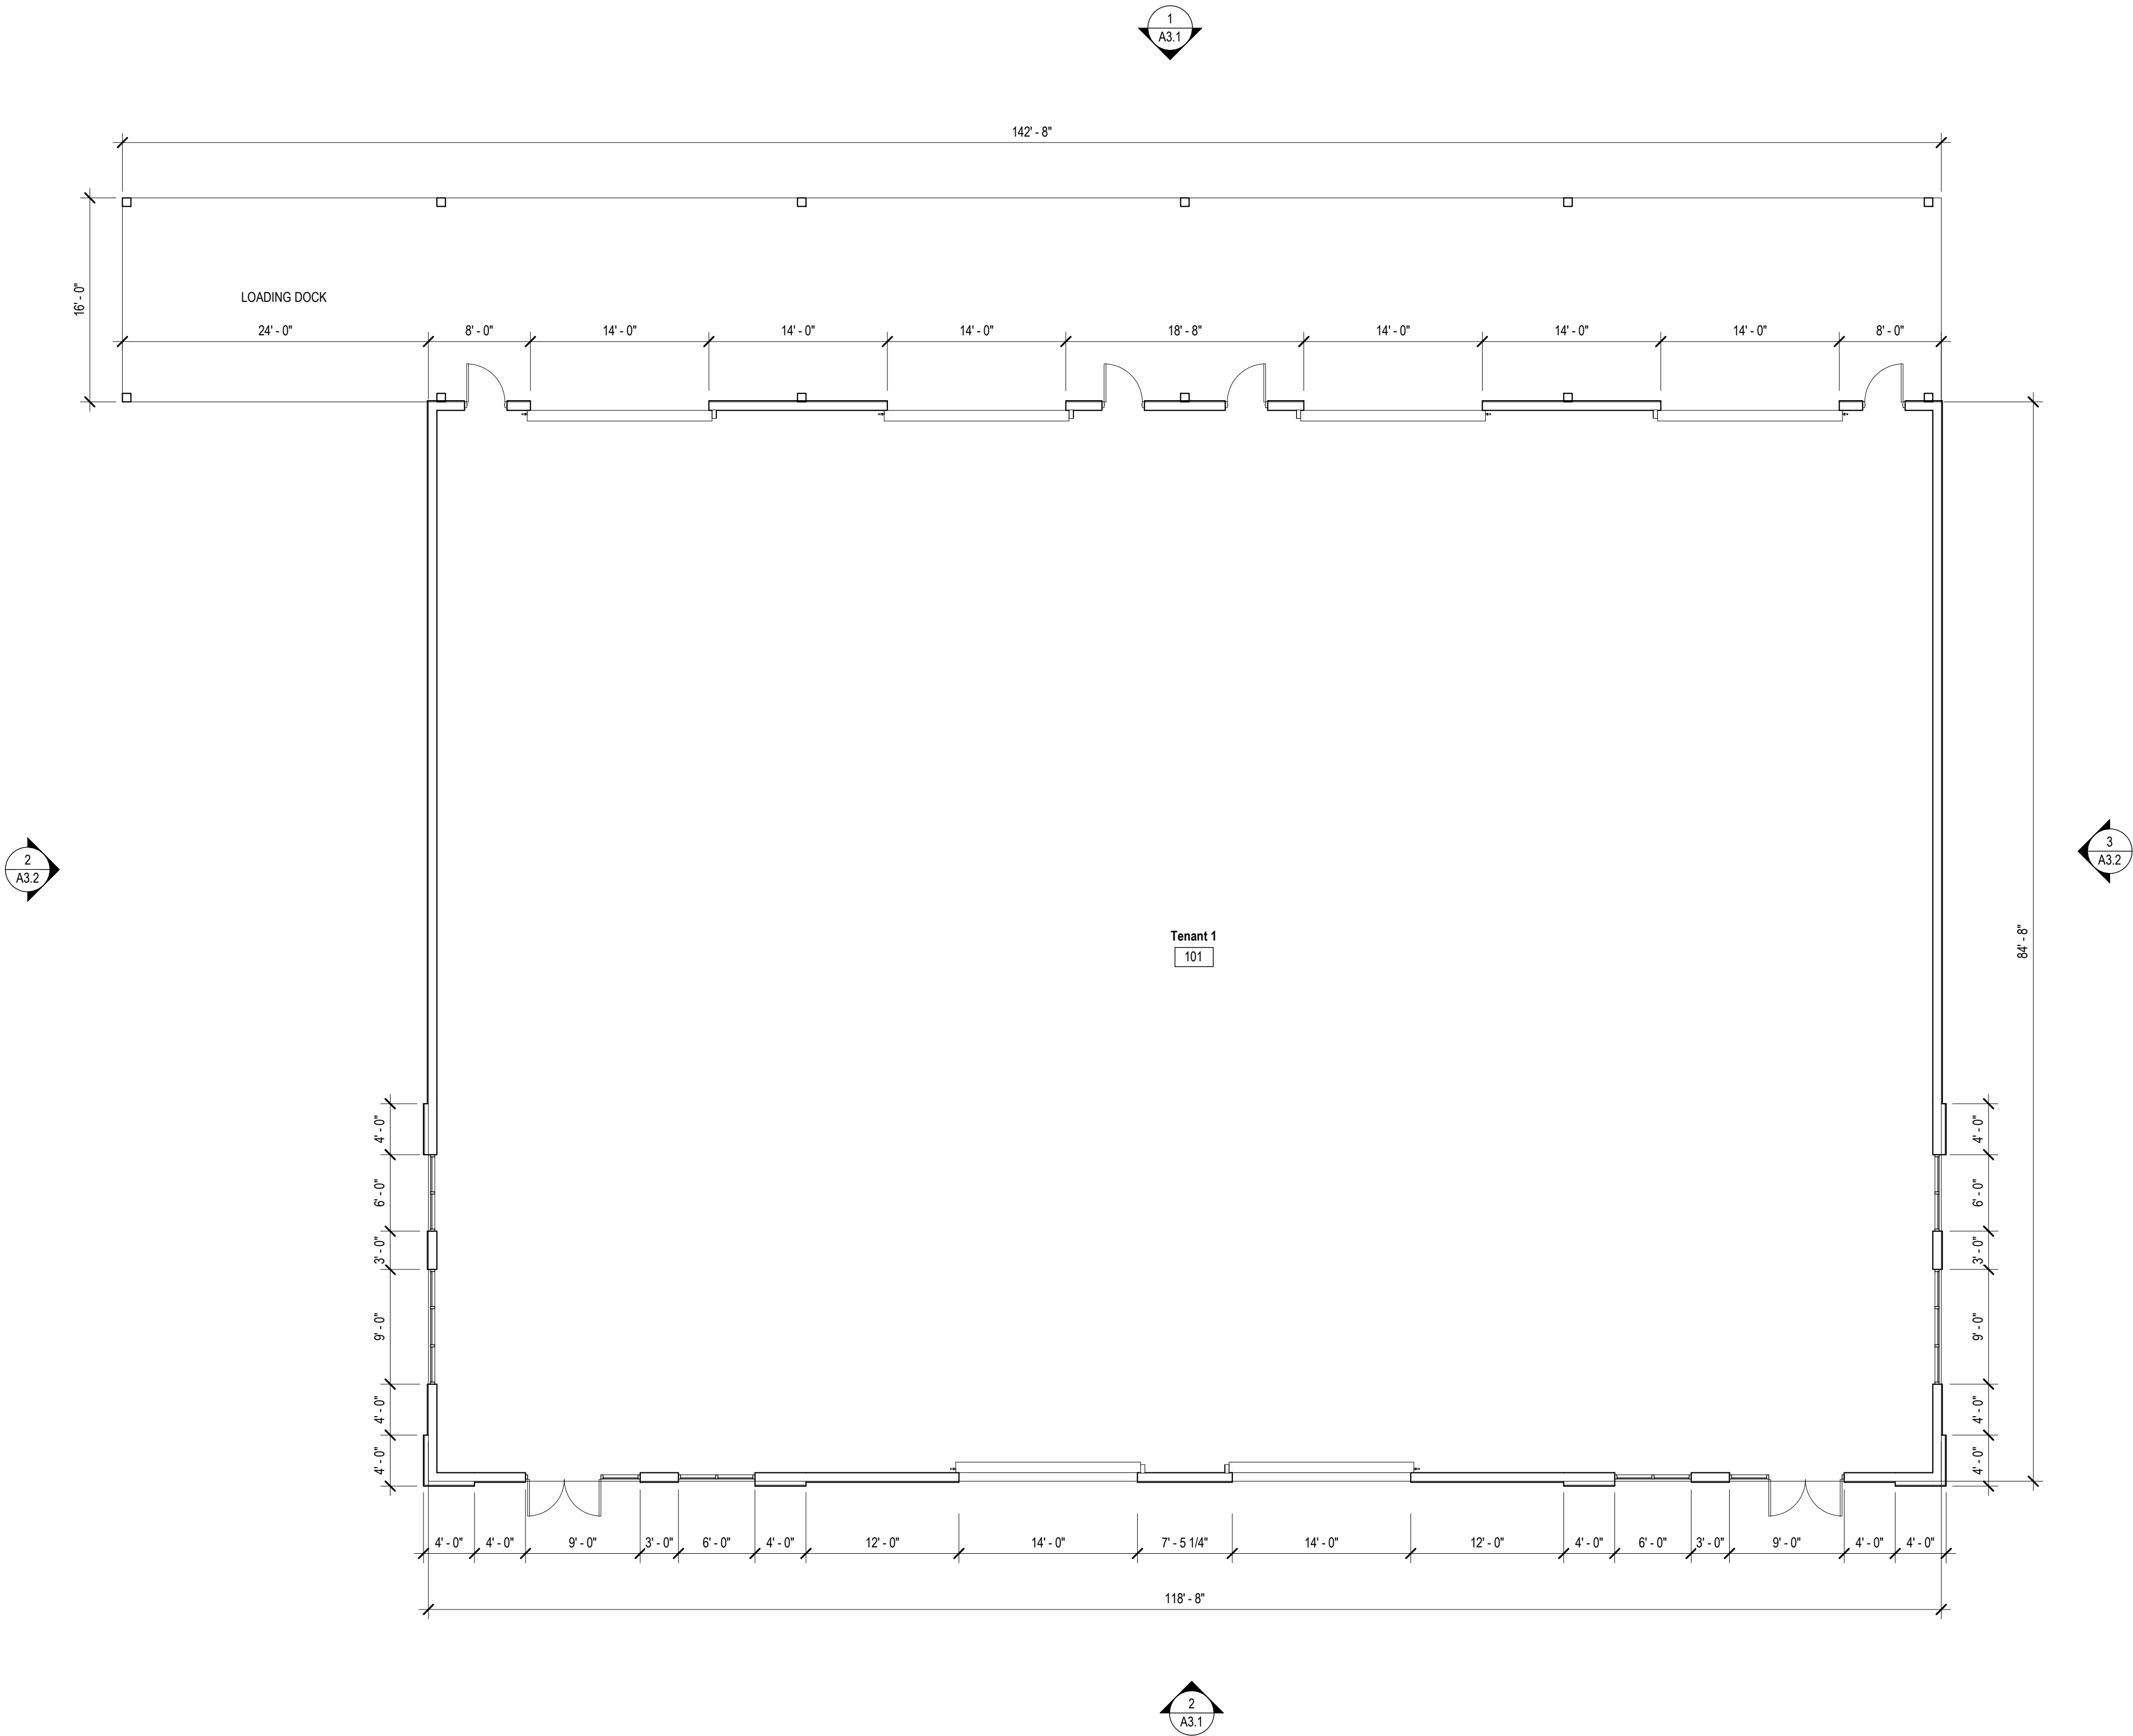 1
A3.1
142' - 8"
16' - 0"
LOADING DOCK
24' - 0" 8' - 0" 14' - 0" 14' - 0" 14' - 0" 18' - 8" 14' - 0" 14' - 0" 14' - 0" 8' - 0"
2
A3.2
3
A3.2
Tenant 1
101
84' - 8"
4' - 0"
6' - 0"
3' - 0"
9' - 0"
4' - 0"
4' - 0"
4' - 0"
6' - 0"
3' - 0"
9' - 0"
4' - 0"
4' - 0"
4' - 0" 4' - 0" 9' - 0" 3' - 0" 6' - 0" 4' - 0" 12' - 0" 14' - 0" 7' - 5 1/4" 14' - 0" 12' - 0" 4' - 0" 6' - 0" 3' - 0" 9' - 0" 4' - 0" 4' - 0"
118' - 8"
2
A3.1